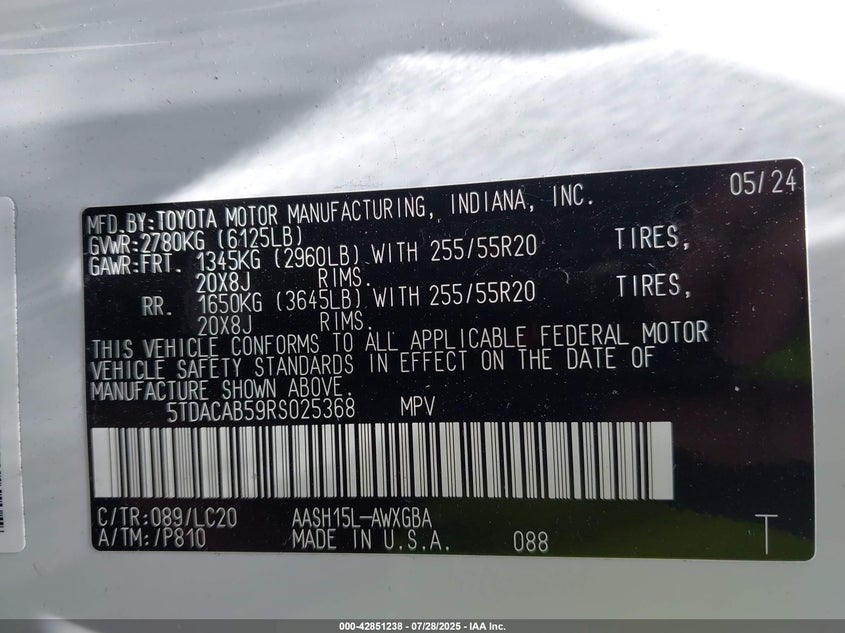 05/24
MFD.BY:TOYOTA MOTOR MANUFACTURING, INDIANA, INC.
GVWR:2780KG (6125LB)
GAWR:FRT. 1345KG (2960LB) WITH 255/55R20 TIRES,
20X8J RIMS.
RR. 1650KG (3645LB) WITH 255/55R20 TIRES,
20X8J RIMS.
THIS VEHICLE CONFORMS TO ALL APPLICABLE FEDERAL MOTOR
VEHICLE SAFETY STANDARDS IN EFFECT ON THE DATE OF
MANUFACTURE SHOWN ABOVE.
5TDACAB59RS025368 MPV
C/TR:089/LC20 AASH15L-AWXGBA
A/TM:/P810 MADE IN U.S.A. 088 T
000-42851238 - 07/28/2025 - IAA Inc.